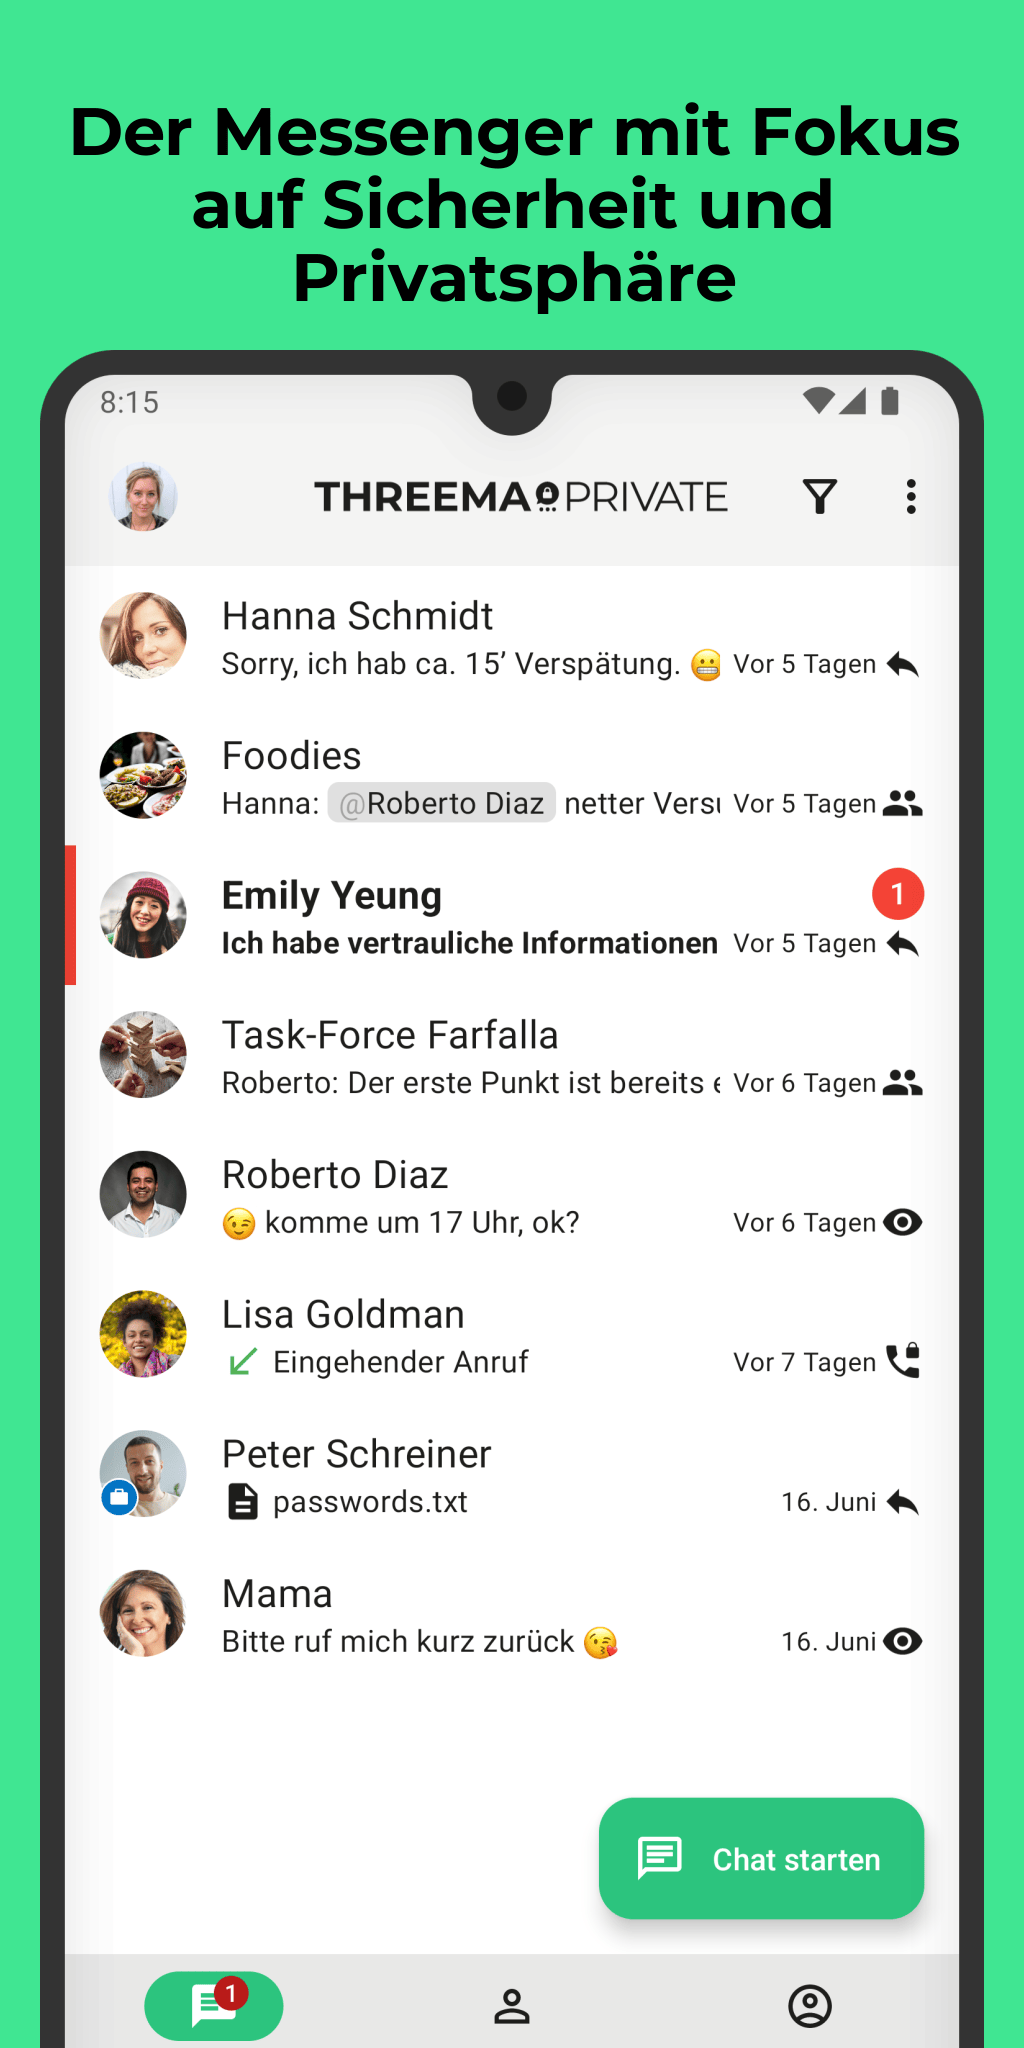 Der Messenger mit Fokus
auf Sicherheit und
Privatsphäre
8:15
THREEMA PRIVATE
Hanna Schmidt
Sorry, ich hab ca. 15’ Verspätung. 😬 Vor 5 Tagen
Foodies
Hanna: @Roberto Diaz netter Vers Vor 5 Tagen
Emily Yeung 1
Ich habe vertrauliche Informationen Vor 5 Tagen
Task-Force Farfalla
Roberto: Der erste Punkt ist bereits Vor 6 Tagen
Roberto Diaz
😉 komme um 17 Uhr, ok? Vor 6 Tagen
Lisa Goldman
Eingehender Anruf Vor 7 Tagen
Peter Schreiner
passwords.txt 16. Juni
Mama
Bitte ruf mich kurz zurück 😘 16. Juni
Chat starten
1